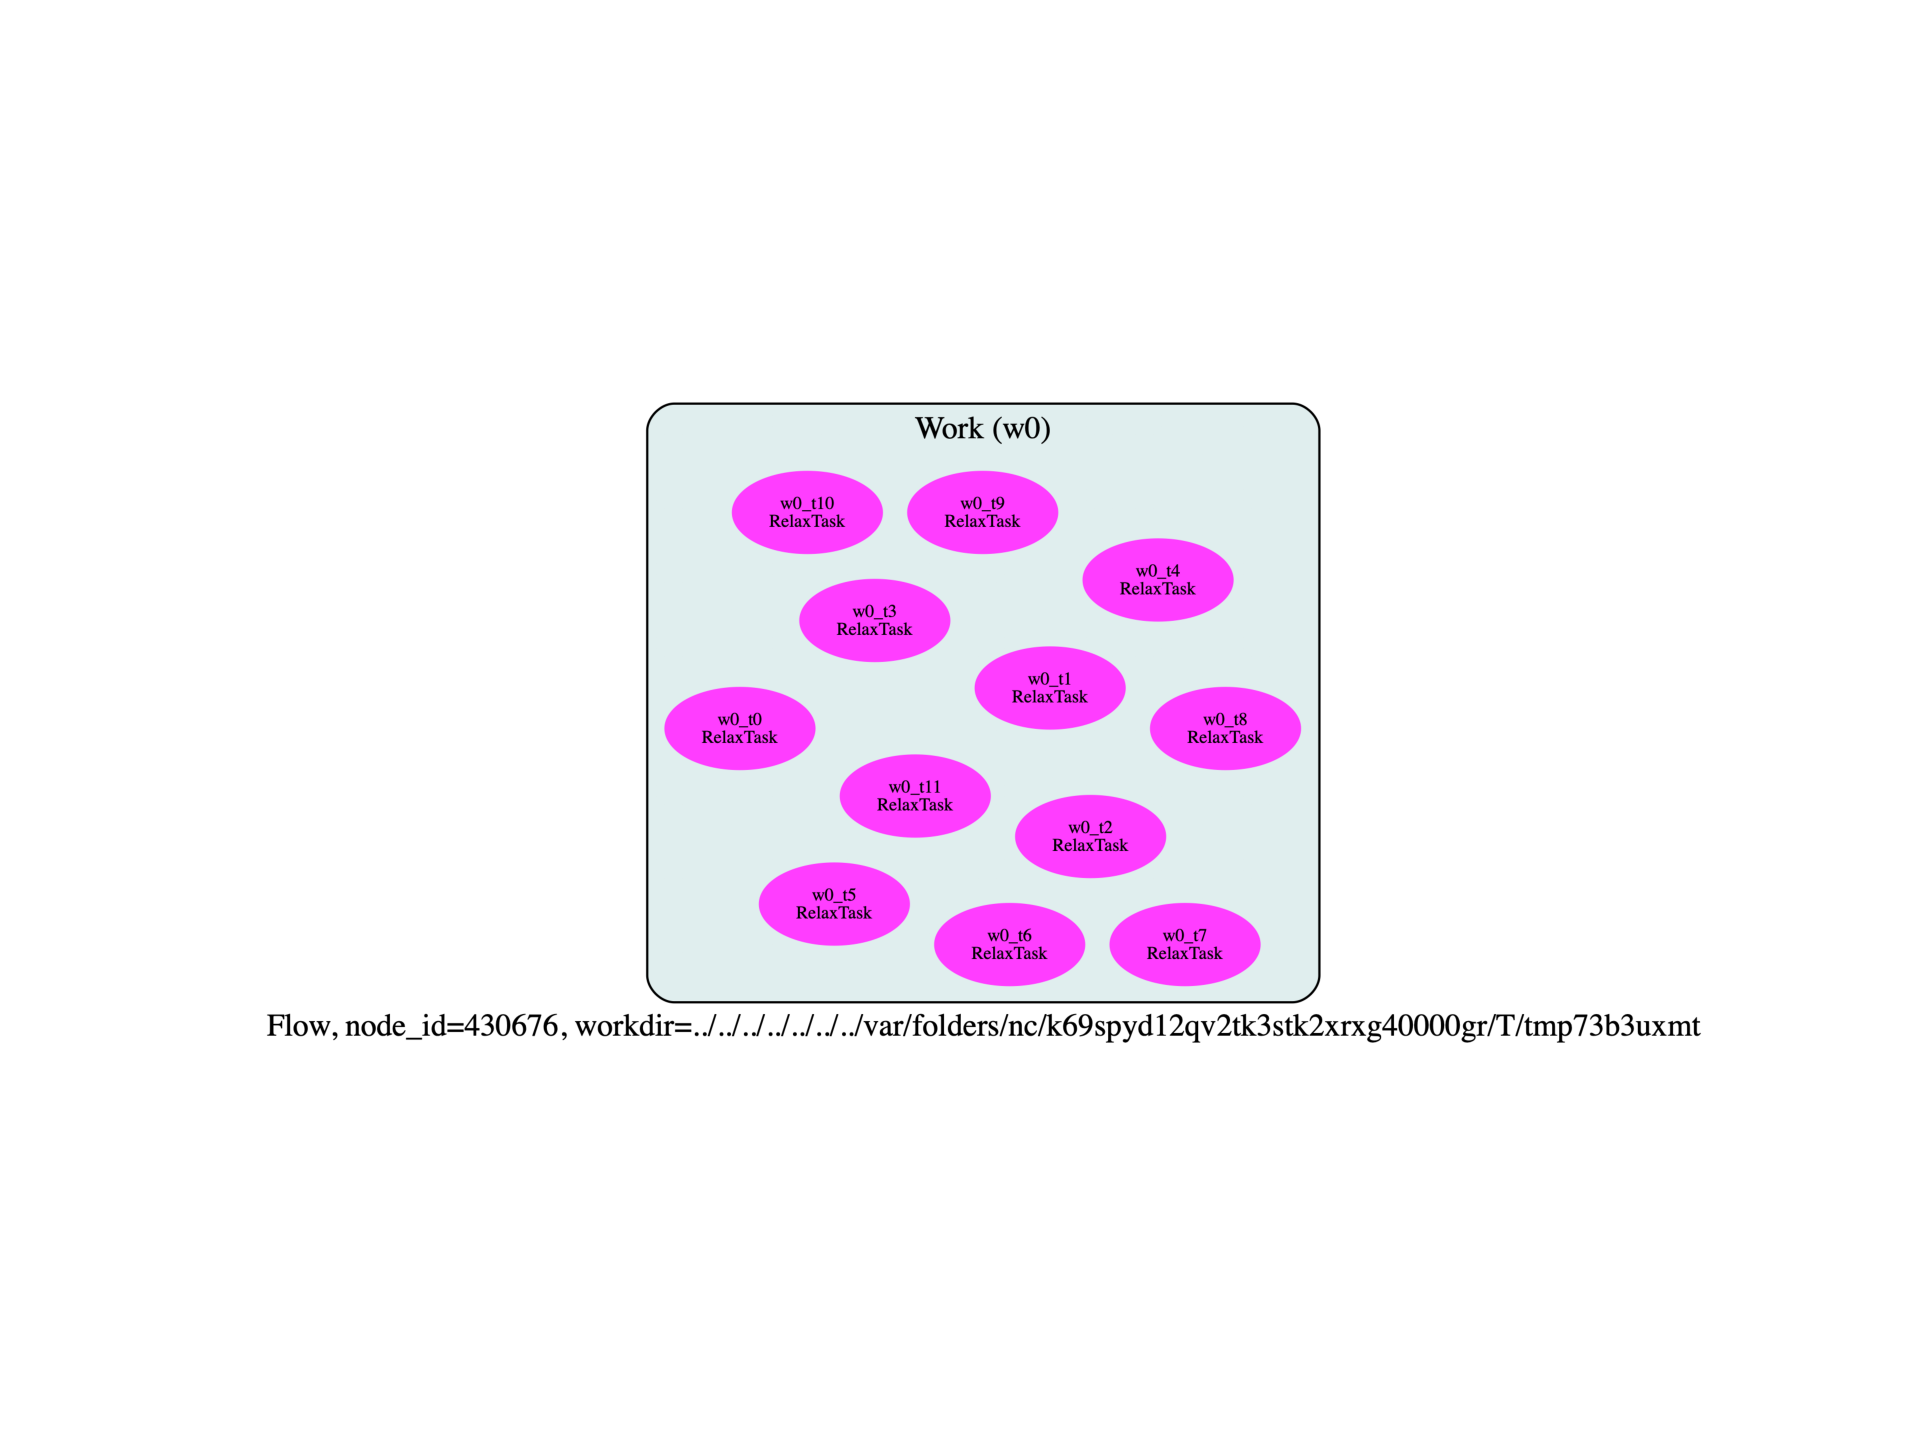 Work (w0)
w0_t10
RelaxTask
w0_t9
RelaxTask
w0_t4
RelaxTask
w0_t3
RelaxTask
w0_t1
RelaxTask
w0_t0
RelaxTask
w0_t8
RelaxTask
w0_t11
RelaxTask
w0_t2
RelaxTask
w0_t5
RelaxTask
w0_t6
RelaxTask
w0_t7
RelaxTask
Flow, node_id=430676, workdir=../../../../../../../var/folders/nc/k69spyd12qv2tk3stk2xrxg40000gr/T/tmp73b3uxmt